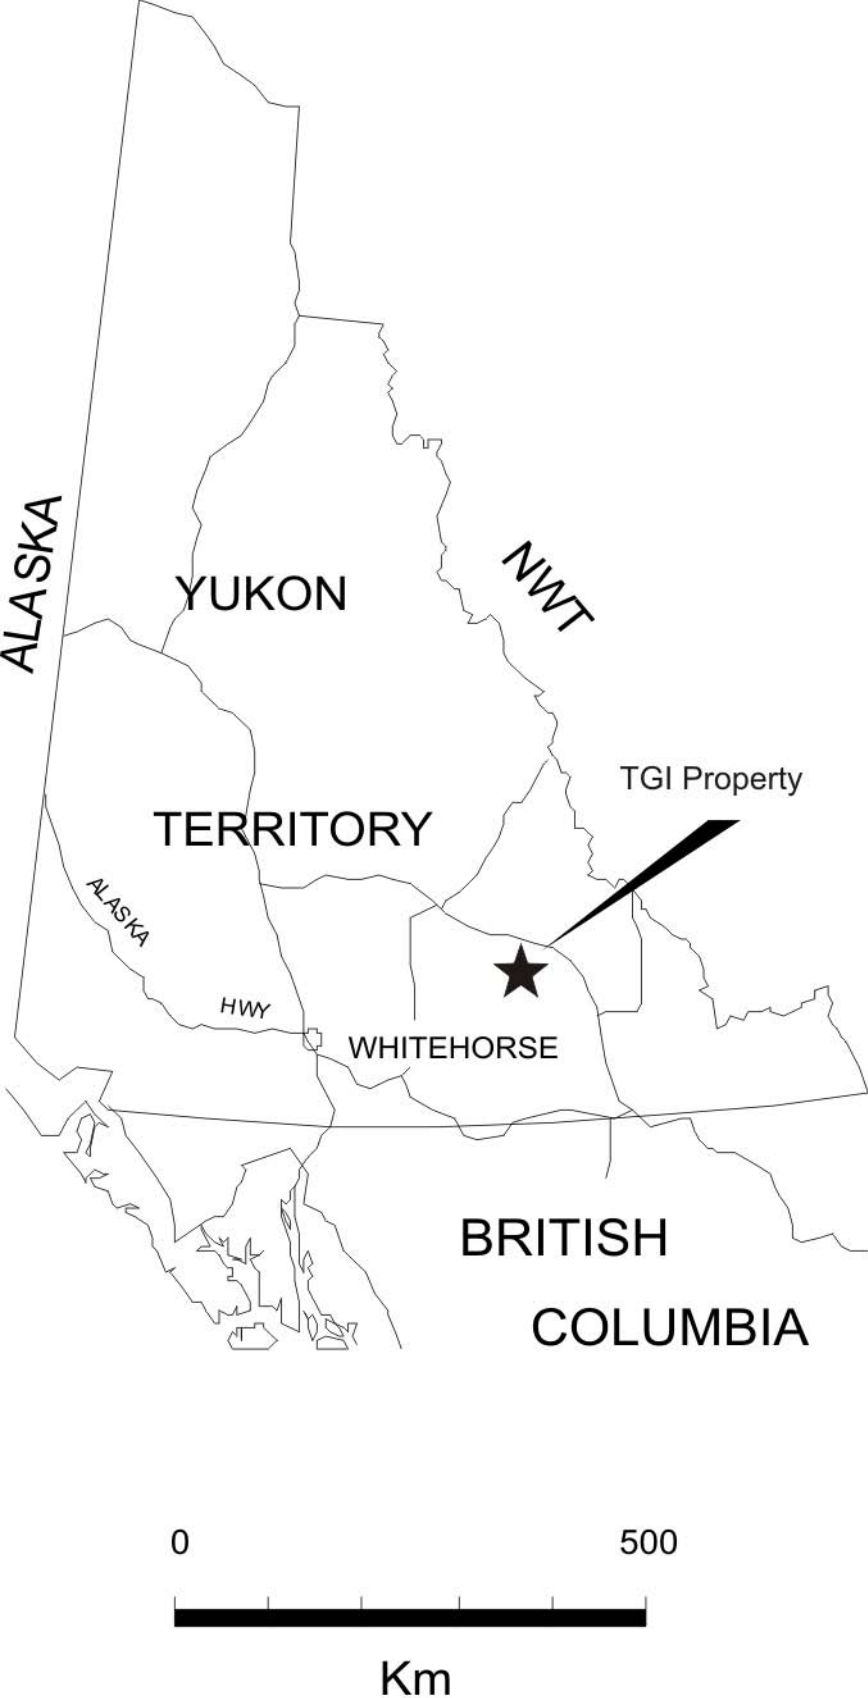 ALASKA
YUKON
NWT
TGI Property
TERRITORY
ALASKA
HWY
WHITEHORSE
BRITISH
COLUMBIA
0
500
Km